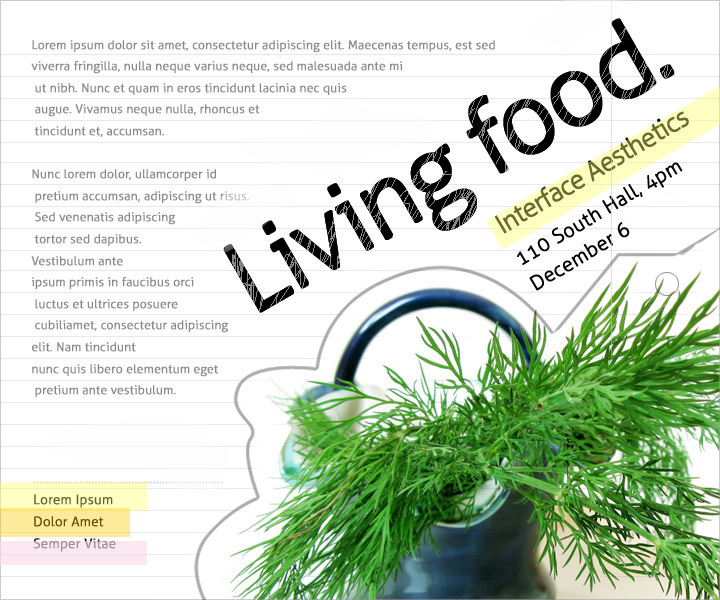 Lorem ipsum dolor sit amet, consectetur adipiscing elit. Maecenas tempus, est sed
viverra fringilla, nulla neque varius neque, sed malesuada ante mi
ut nibh. Nunc et quam in eros tincidunt lacinia nec quis
augue. Vivamus neque nulla, rhoncus et
tincidunt et, accumsan.
Nunc lorem dolor, ullamcorper id
pretium accumsan, adipiscing ut risus.
Sed venenatis adipiscing
tortor sed dapibus.
Vestibulum ante
ipsum primis in faucibus orci
luctus et ultrices posuere
cubiliamet, consectetur adipiscing
elit. Nam tincidunt
nunc quis libero elementum eget
pretium ante vestibulum.
Living food.
Interface Aesthetics
110 South Hall, 4pm
December 6
Lorem Ipsum
Dolor Amet
Semper Vitae